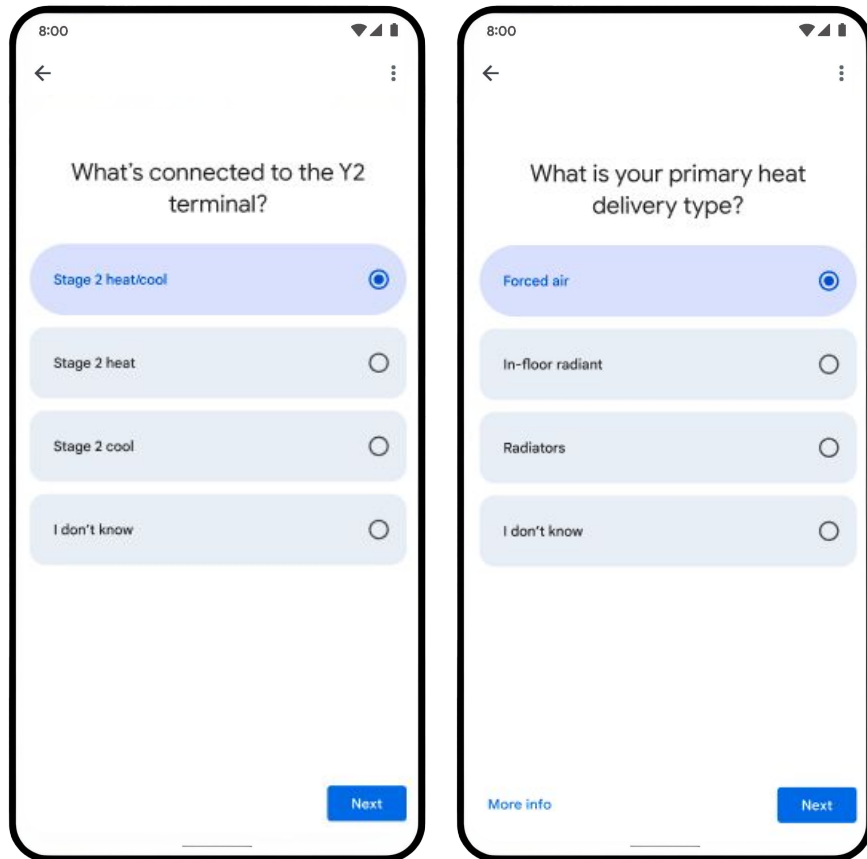 8:00
What's connected to the Y2
terminal?
Stage 2 heat/cool
Stage 2 heat
Stage 2 cool
I don't know
Next
8:00
What is your primary heat
delivery type?
Forced air
In-floor radiant
Radiators
I don't know
More info
Next